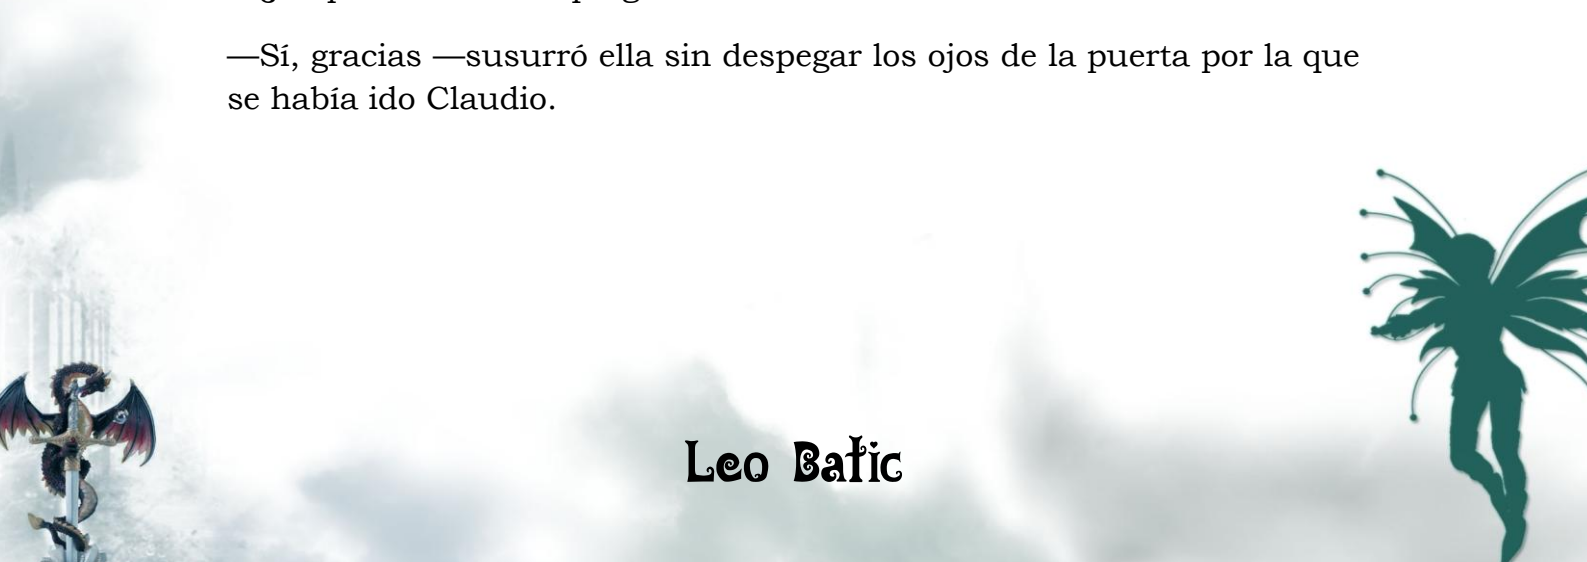 —Sí, gracias —susurró ella sin despegar los ojos de la puerta por la que
se había ido Claudio.
Leo Batic